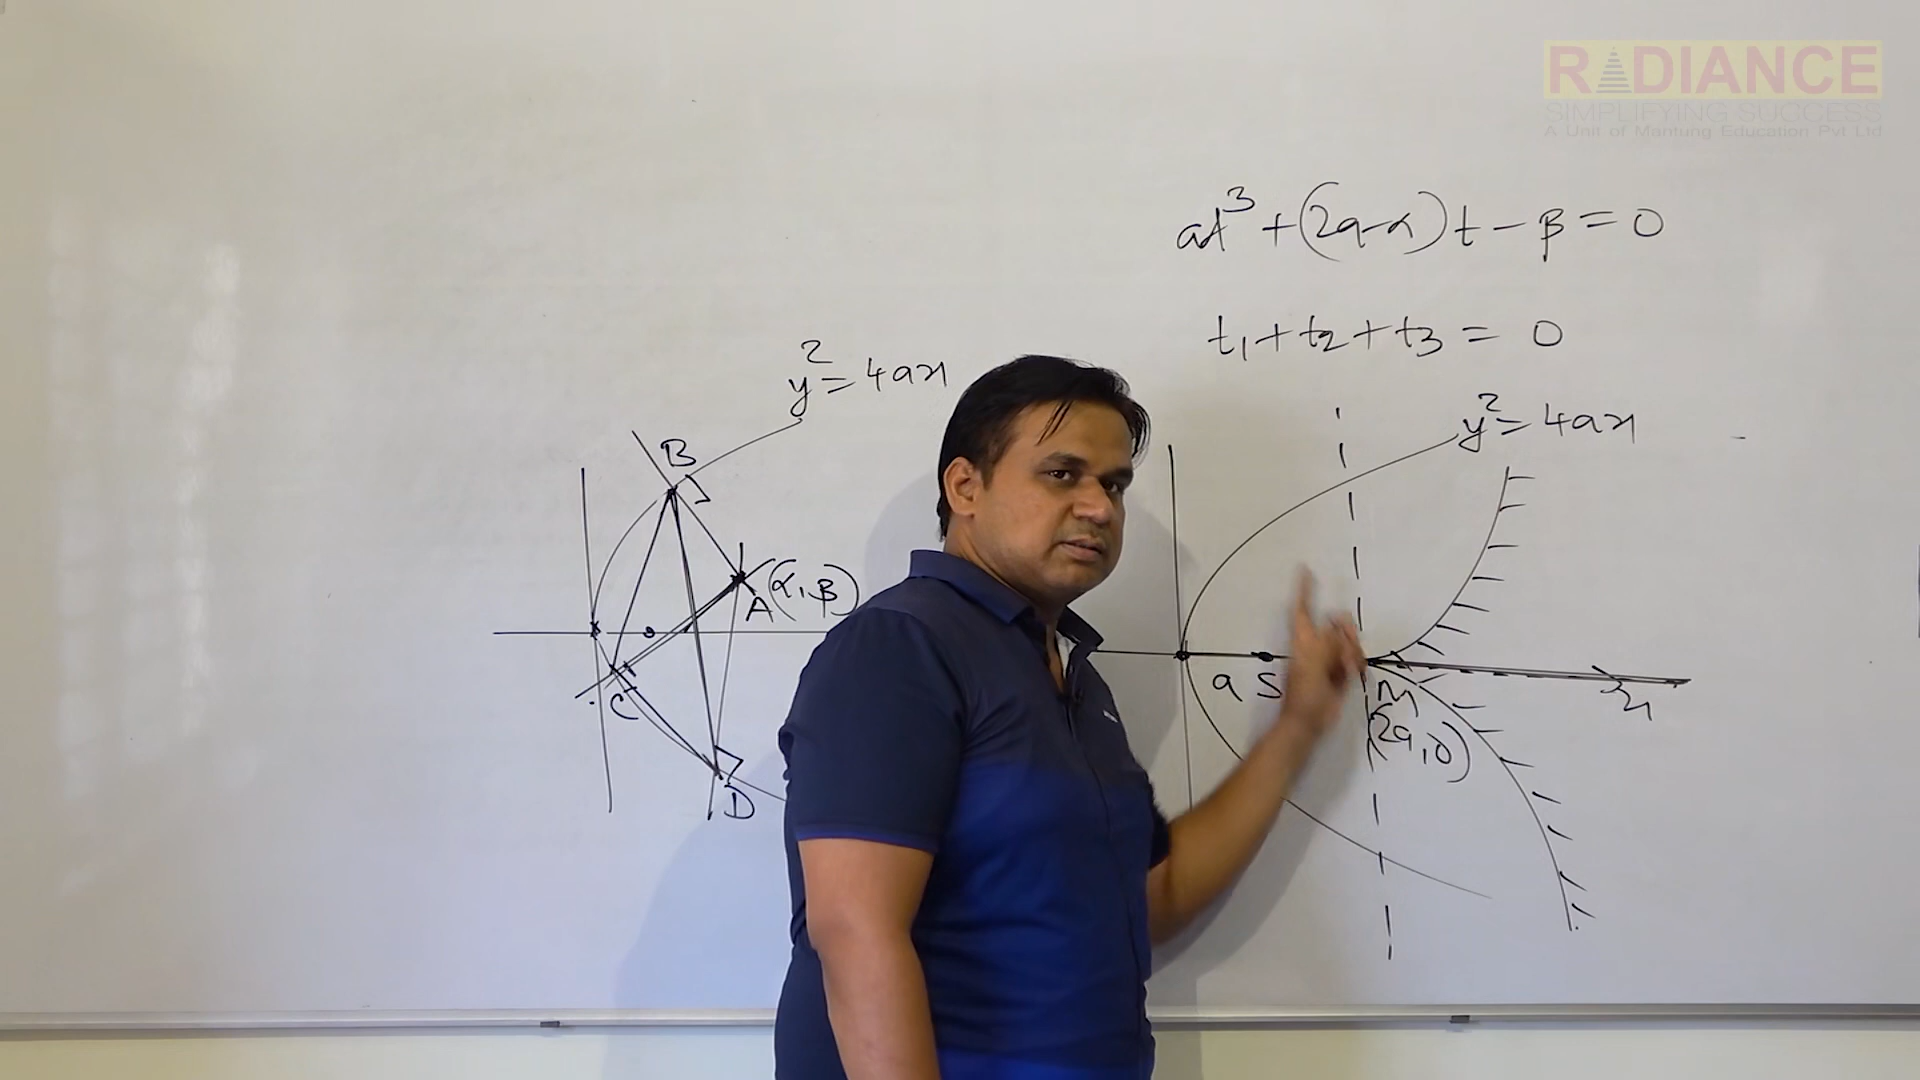 RADIANCE
SIMPLIFYING SUCCESS
A Unit of Mantung Education Pvt Ltd
at³ + (2a-α)t - β = 0
t₁ + t₂ + t₃ = 0
y² = 4ax
y² = 4ax
B
A(α, β)
C
D
a S
M
(2a, 0)
x